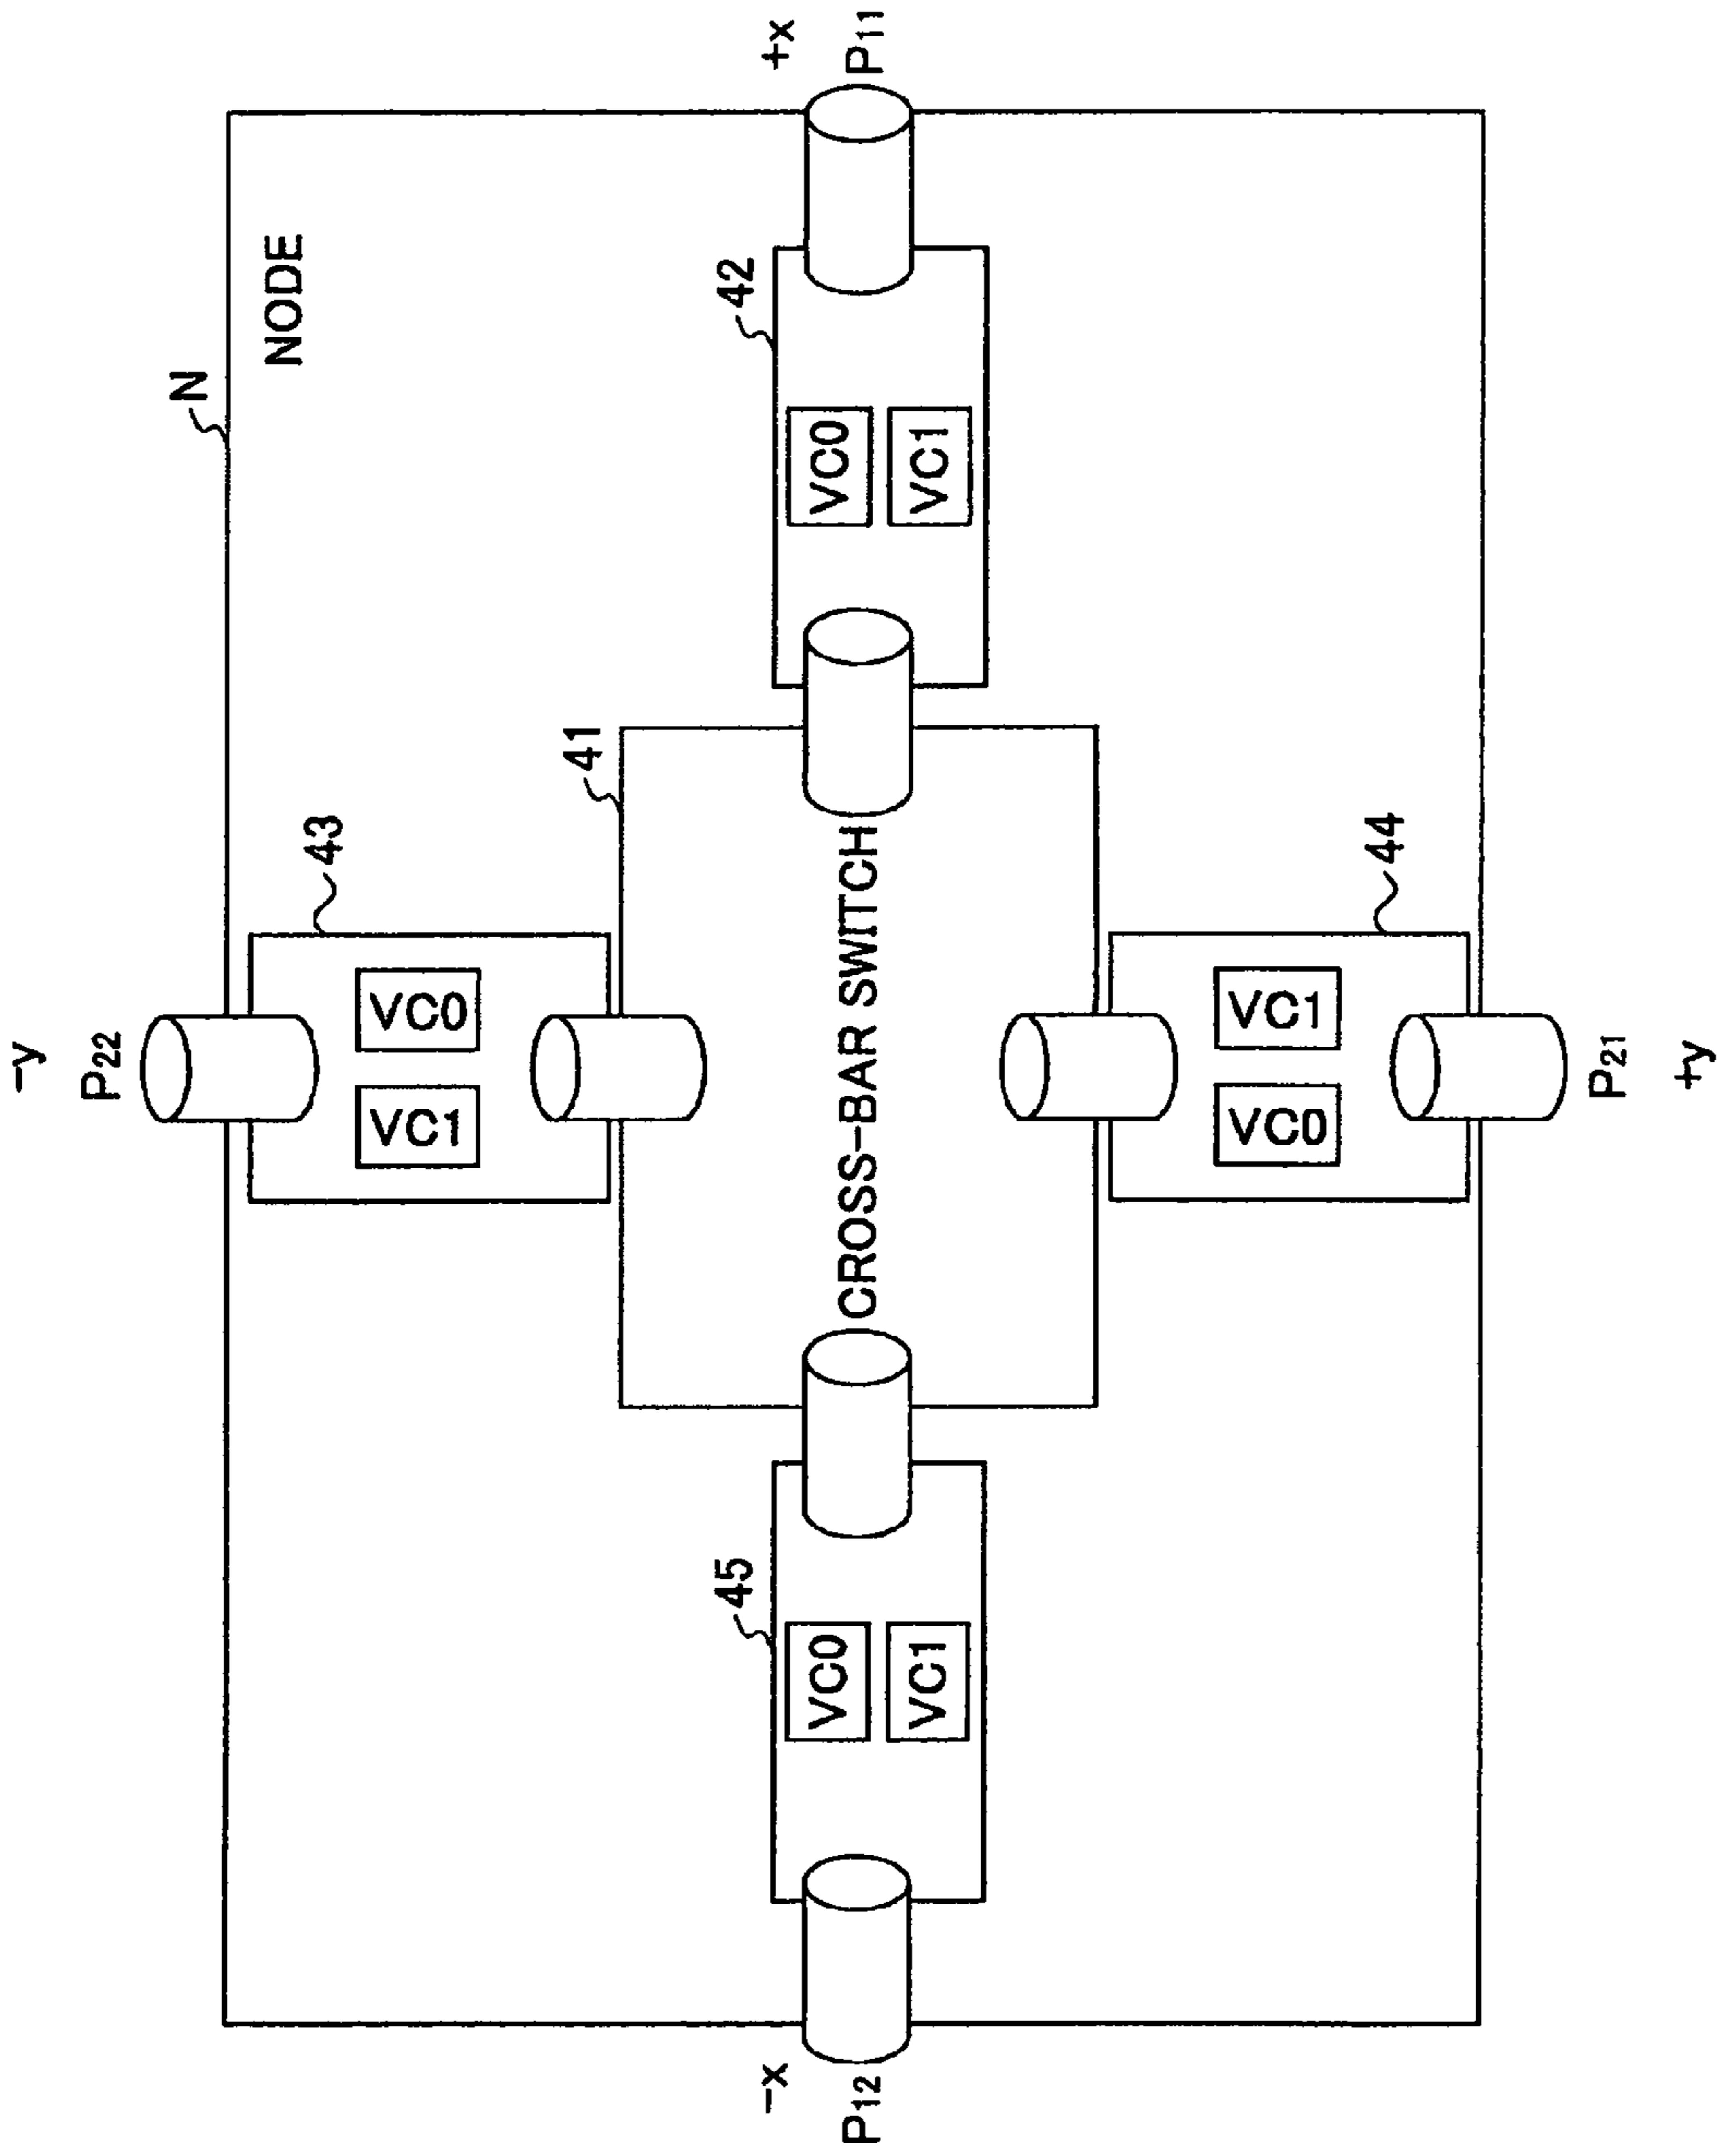 −y
P22
N
NODE
43
VC1
VC0
41
45
42
−x
+x
VC0
VC0
P12
CROSS−BAR SWITCH
P11
VC1
VC1
VC0
VC1
44
P21
+y